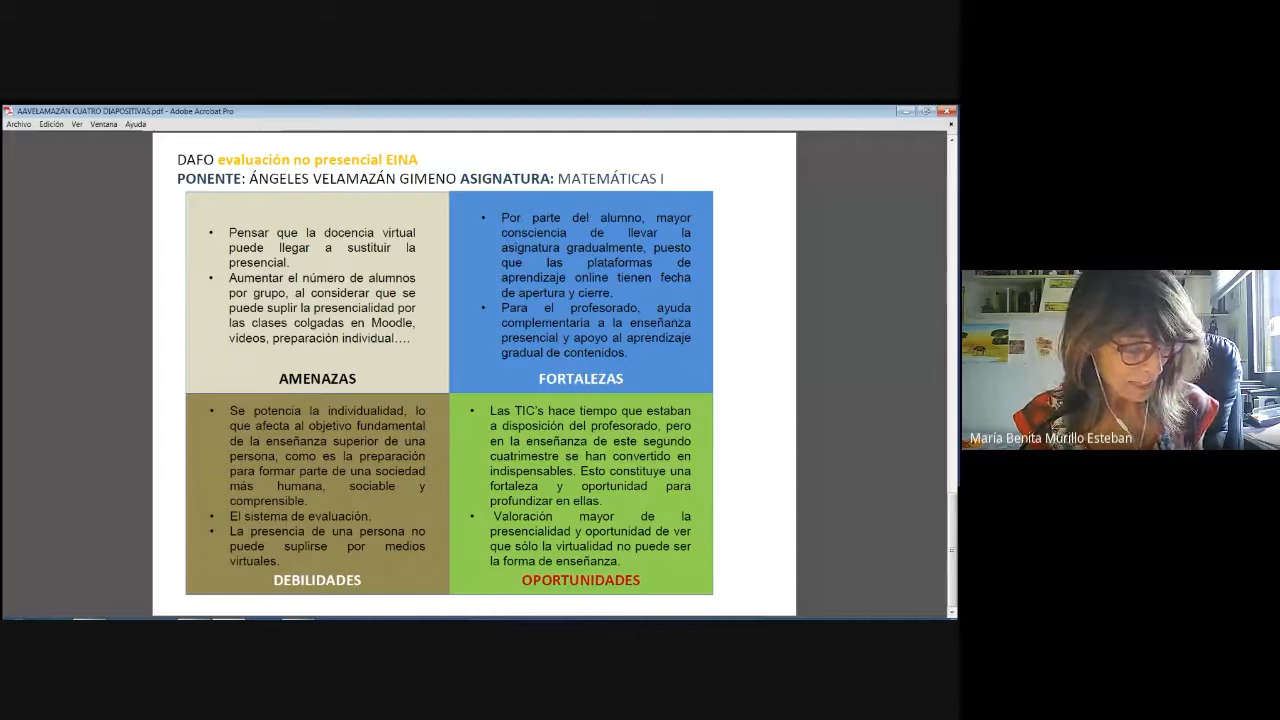 AAVELAMAZÁN CUATRO DIAPOSITIVAS.pdf - Adobe Acrobat Pro
Archivo Edición Ver Ventana Ayuda
DAFO evaluación no presencial EINA
PONENTE: ÁNGELES VELAMAZÁN GIMENO ASIGNATURA: MATEMÁTICAS I
• Pensar que la docencia virtual
puede llegar a sustituir la
presencial.
• Aumentar el número de alumnos
por grupo, al considerar que se
puede suplir la presencialidad por
las clases colgadas en Moodle,
vídeos, preparación individual….
AMENAZAS
• Por parte del alumno, mayor
consciencia de llevar la
asignatura gradualmente, puesto
que las plataformas de
aprendizaje online tienen fecha
de apertura y cierre.
• Para el profesorado, ayuda
complementaria a la enseñanza
presencial y apoyo al aprendizaje
gradual de contenidos.
FORTALEZAS
• Se potencia la individualidad, lo
que afecta al objetivo fundamental
de la enseñanza superior de una
persona, como es la preparación
para formar parte de una sociedad
más humana, sociable y
comprensible.
• El sistema de evaluación.
• La presencia de una persona no
puede suplirse por medios
virtuales.
DEBILIDADES
• Las TIC's hace tiempo que estaban
a disposición del profesorado, pero
en la enseñanza de este segundo
cuatrimestre se han convertido en
indispensables. Esto constituye una
fortaleza y oportunidad para
profundizar en ellas.
• Valoración mayor de la
presencialidad y oportunidad de ver
que sólo la virtualidad no puede ser
la forma de enseñanza.
OPORTUNIDADES
María Benita Murillo Esteban